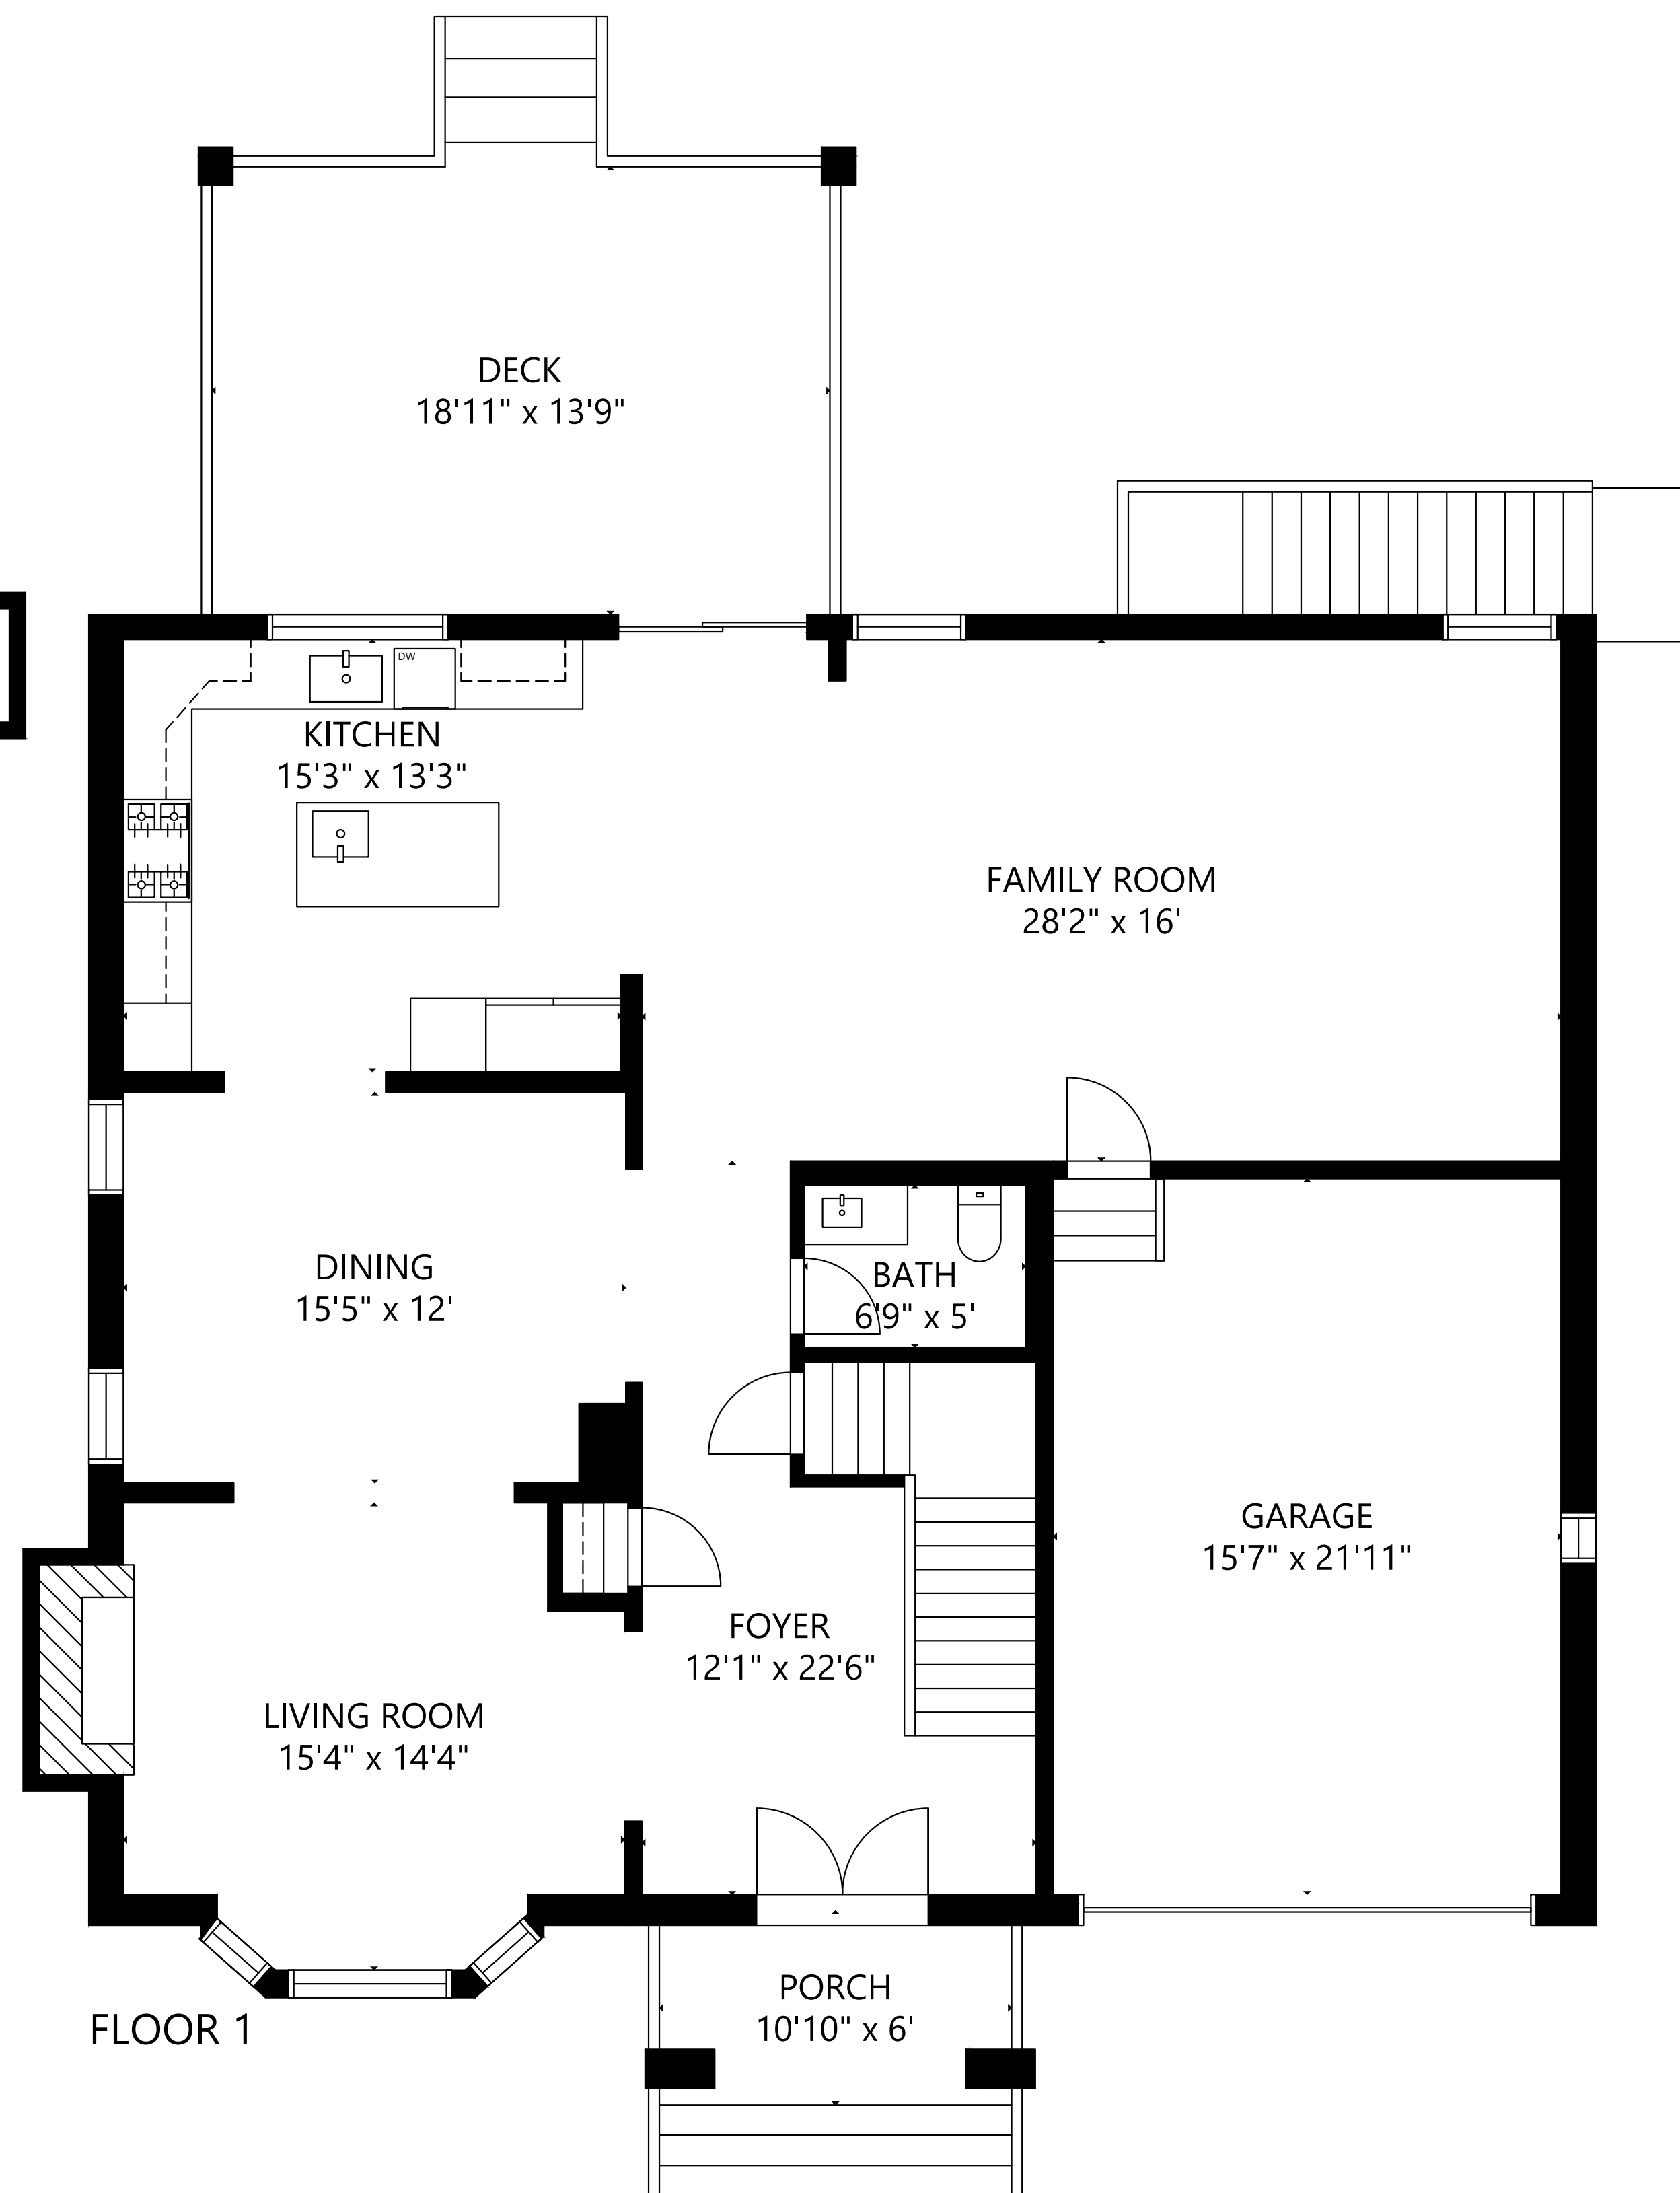 DECK
18'11" x 13'9"
DW
KITCHEN
15'3" x 13'3"
FAMILY ROOM
28'2" x 16'
DINING
15'5" x 12'
BATH
6'9" x 5'
GARAGE
15'7" x 21'11"
FOYER
12'1" x 22'6"
LIVING ROOM
15'4" x 14'4"
PORCH
10'10" x 6'
FLOOR 1